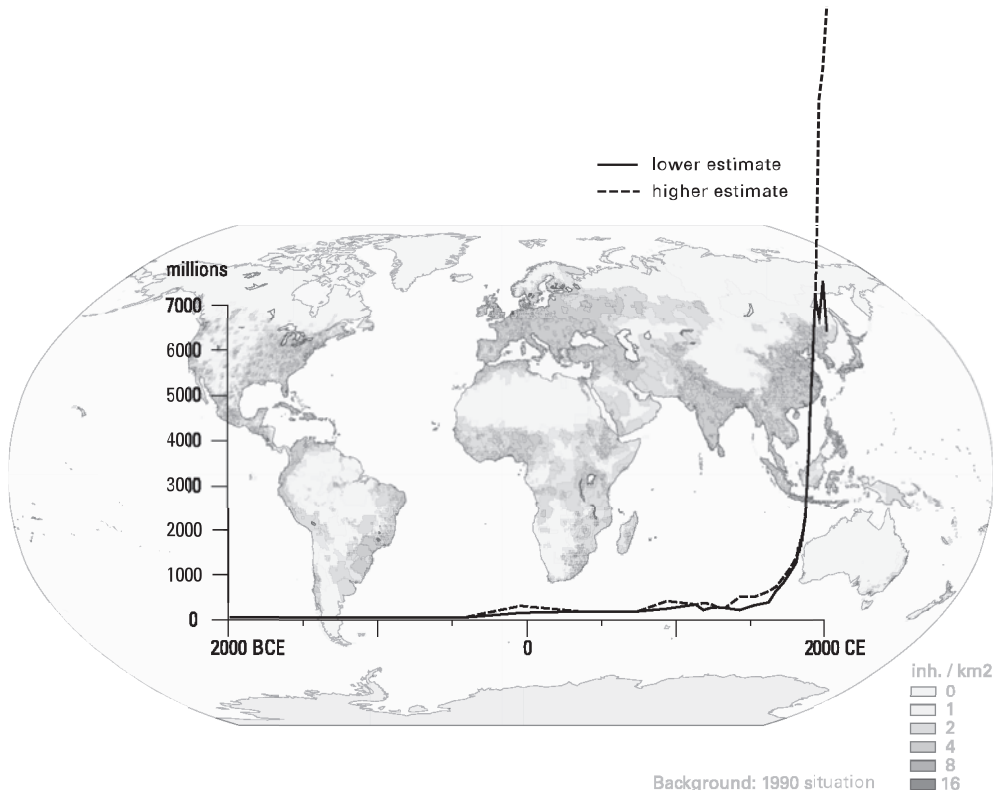 lower estimate
higher estimate
millions
7000
6000
5000
4000
3000
2000
1000
0
2000 BCE 0 2000 CE
inh. / km2
0
1
2
4
8
16
Background: 1990 situation